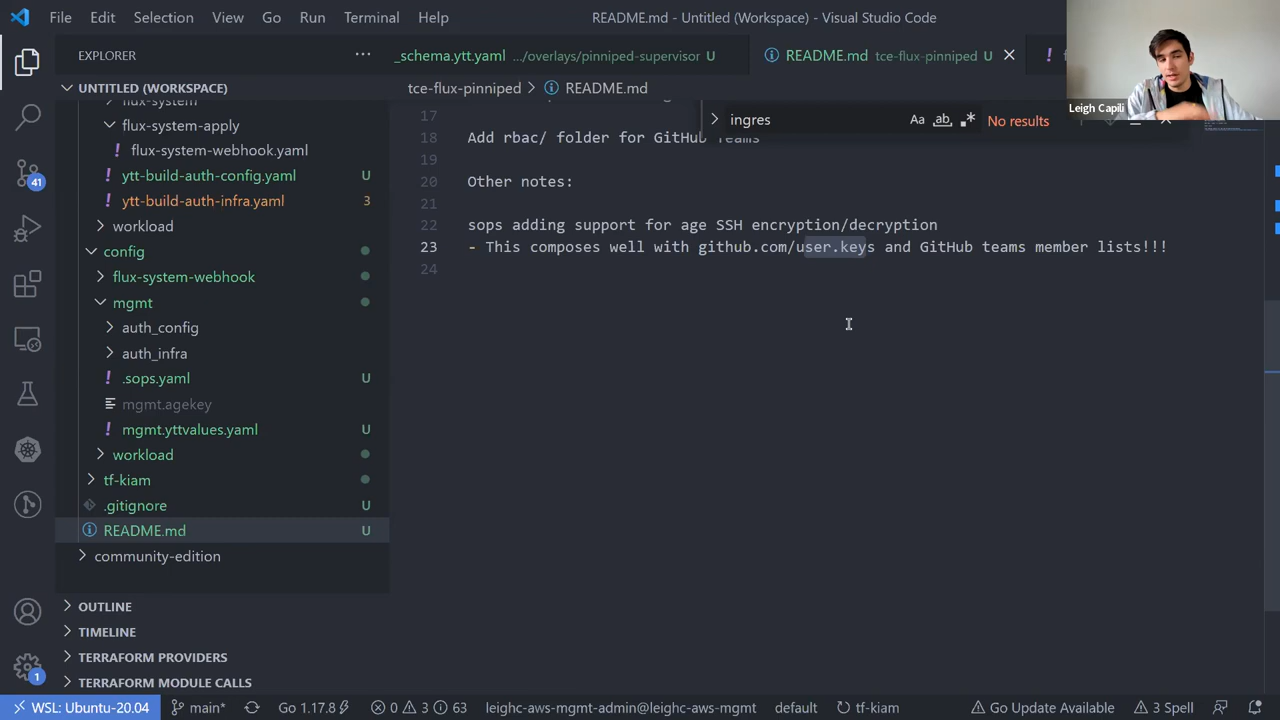 File Edit Selection View Go Run Terminal Help
README.md - Untitled (Workspace) - Visual Studio Code
EXPLORER
_schema.ytt.yaml .../overlays/pinniped-supervisor U
README.md tce-flux-pinniped U
Leigh Capili
UNTITLED (WORKSPACE)
tce-flux-pinniped > README.md
flux-system
flux-system-apply
flux-system-webhook.yaml
ytt-build-auth-config.yaml U
ytt-build-auth-infra.yaml 3
workload
config
flux-system-webhook
mgmt
auth_config
auth_infra
.sops.yaml U
mgmt.agekey
mgmt.yttvalues.yaml U
workload
tf-kiam
.gitignore U
README.md U
community-edition
OUTLINE
TIMELINE
TERRAFORM PROVIDERS
TERRAFORM MODULE CALLS
41
1
ingres
Aa ab No results
17
18 Add rbac/ folder for GitHub Teams
19
20 Other notes:
21
22 sops adding support for age SSH encryption/decryption
23 - This composes well with github.com/user.keys and GitHub teams member lists!!!
24
WSL: Ubuntu-20.04 main* Go 1.17.8 0 3 63 leighc-aws-mgmt-admin@leighc-aws-mgmt default tf-kiam Go Update Available 3 Spell